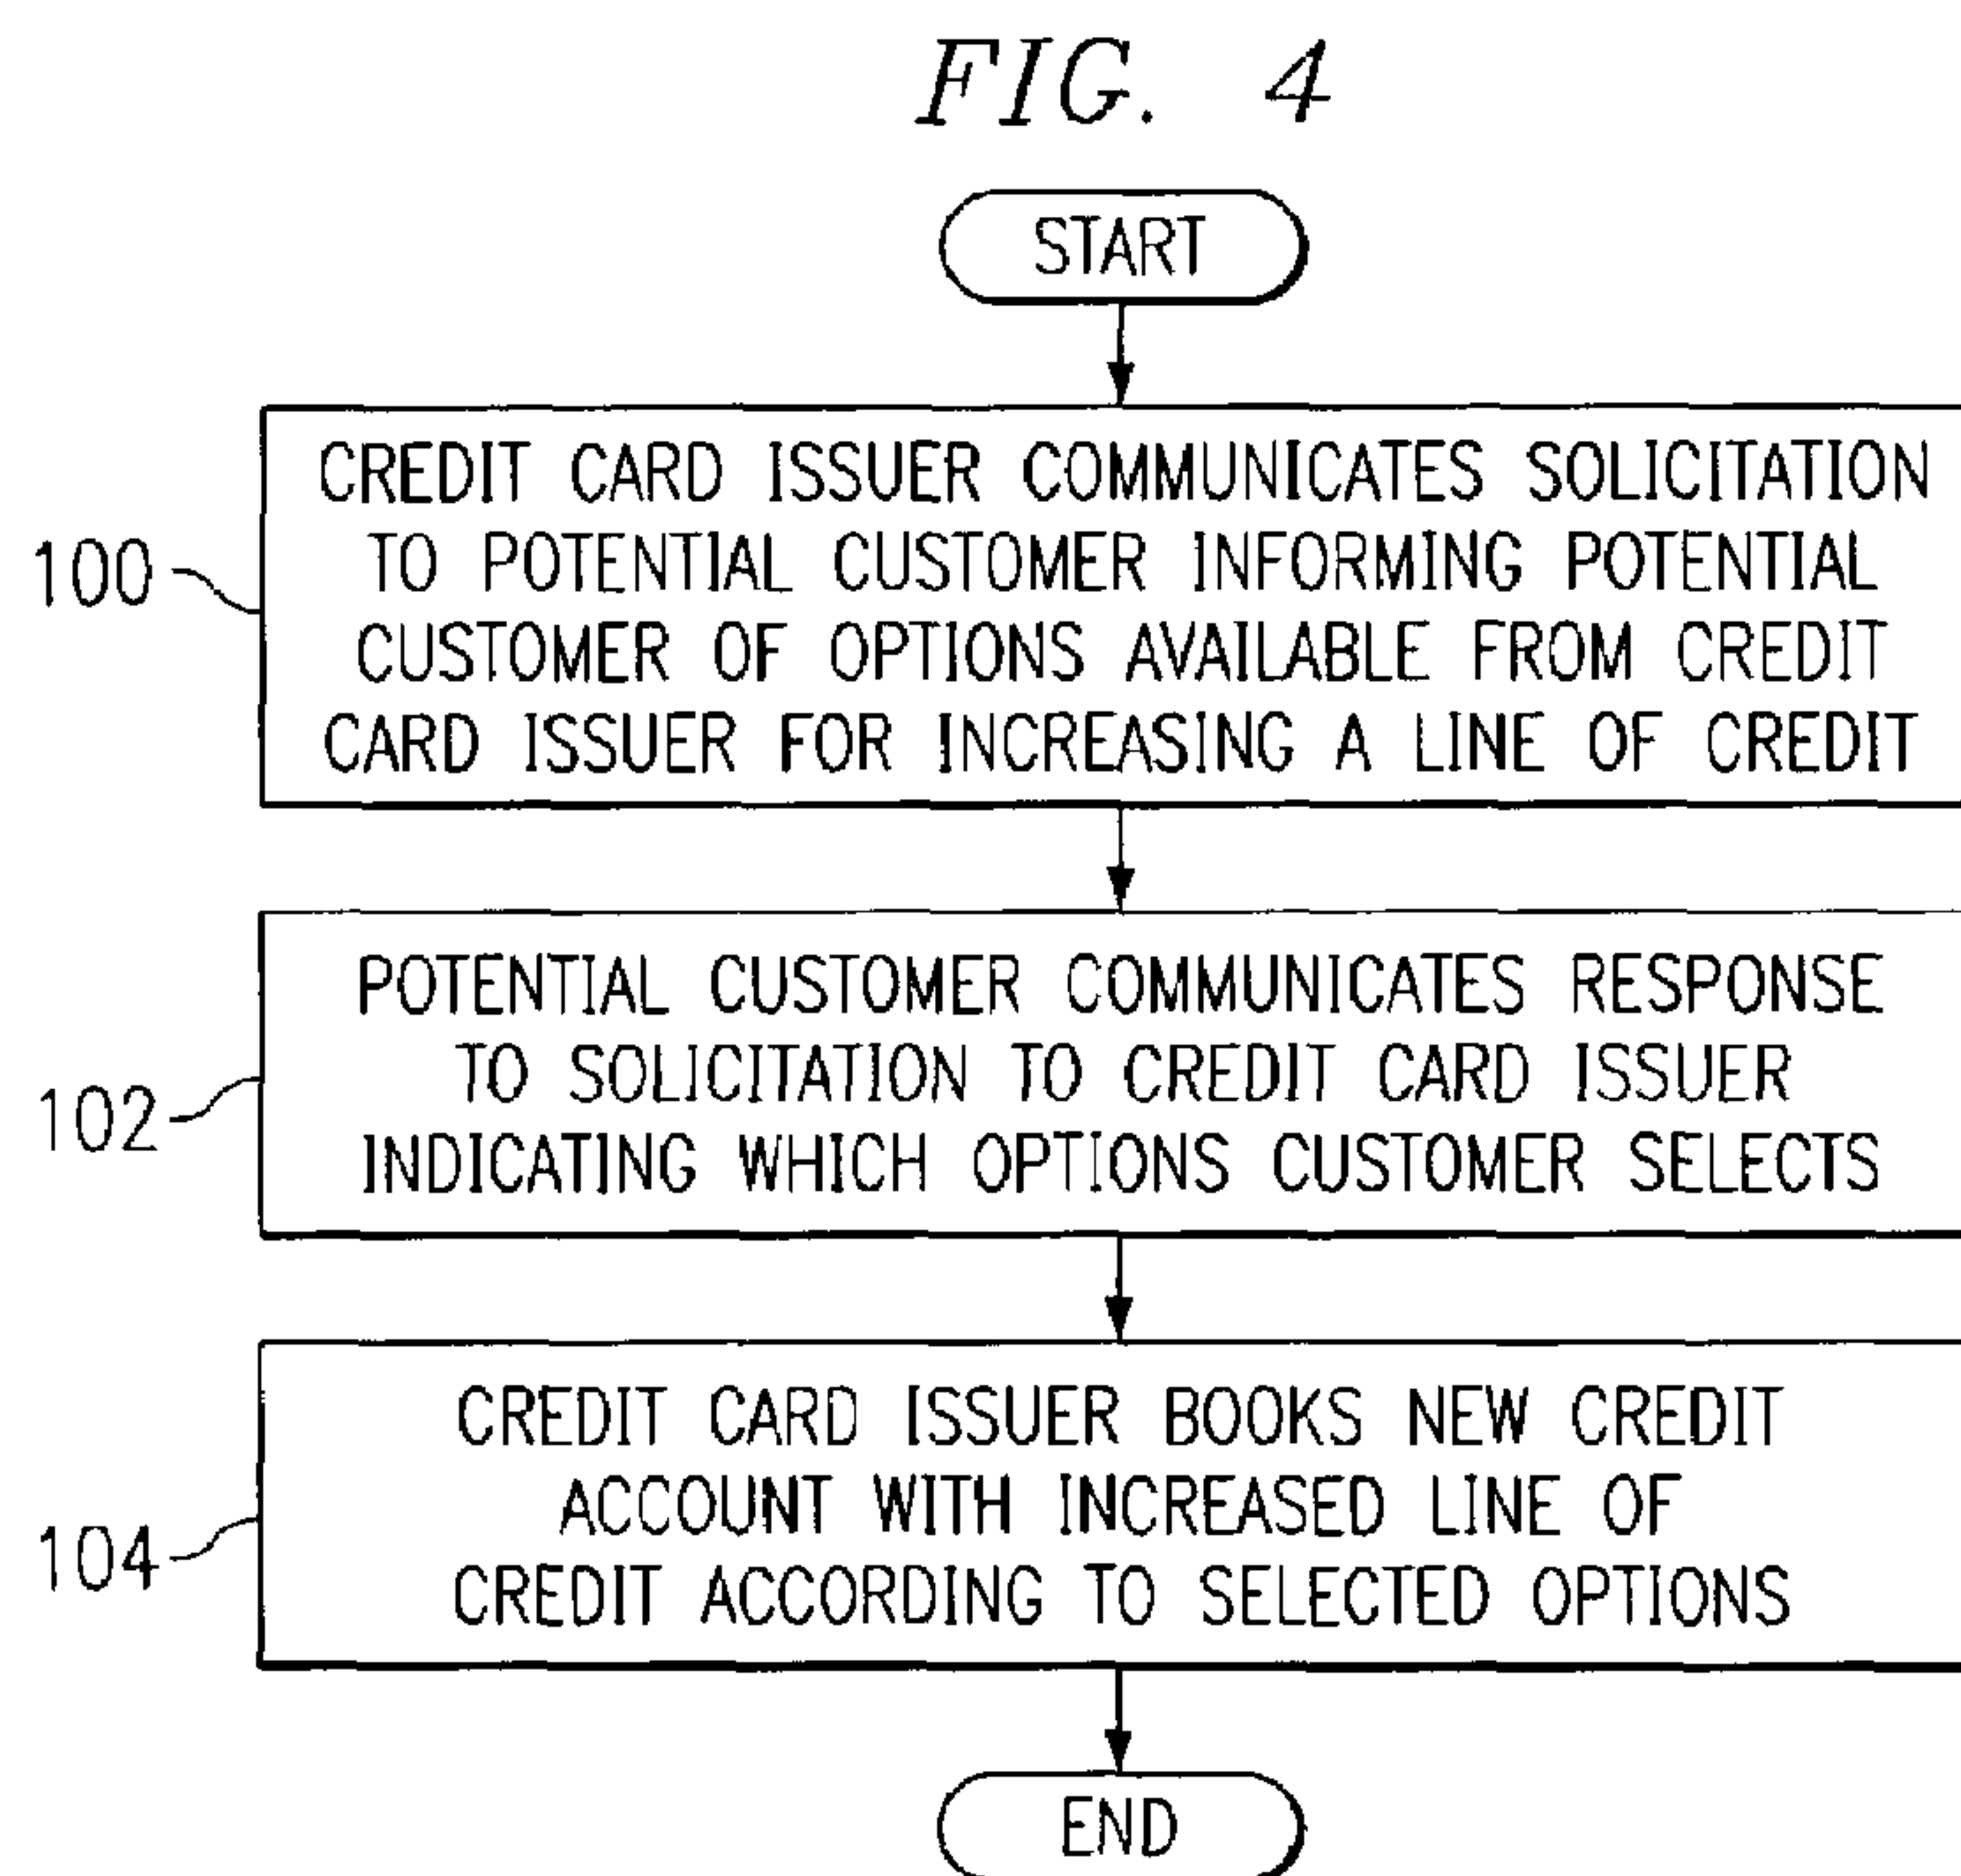 FIG. 4
START
CREDIT CARD ISSUER COMMUNICATES SOLICITATION
TO POTENTIAL CUSTOMER INFORMING POTENTIAL
CUSTOMER OF OPTIONS AVAILABLE FROM CREDIT
CARD ISSUER FOR INCREASING A LINE OF CREDIT
100
POTENTIAL CUSTOMER COMMUNICATES RESPONSE
TO SOLICITATION TO CREDIT CARD ISSUER
INDICATING WHICH OPTIONS CUSTOMER SELECTS
102
CREDIT CARD ISSUER BOOKS NEW CREDIT
ACCOUNT WITH INCREASED LINE OF
CREDIT ACCORDING TO SELECTED OPTIONS
104
END